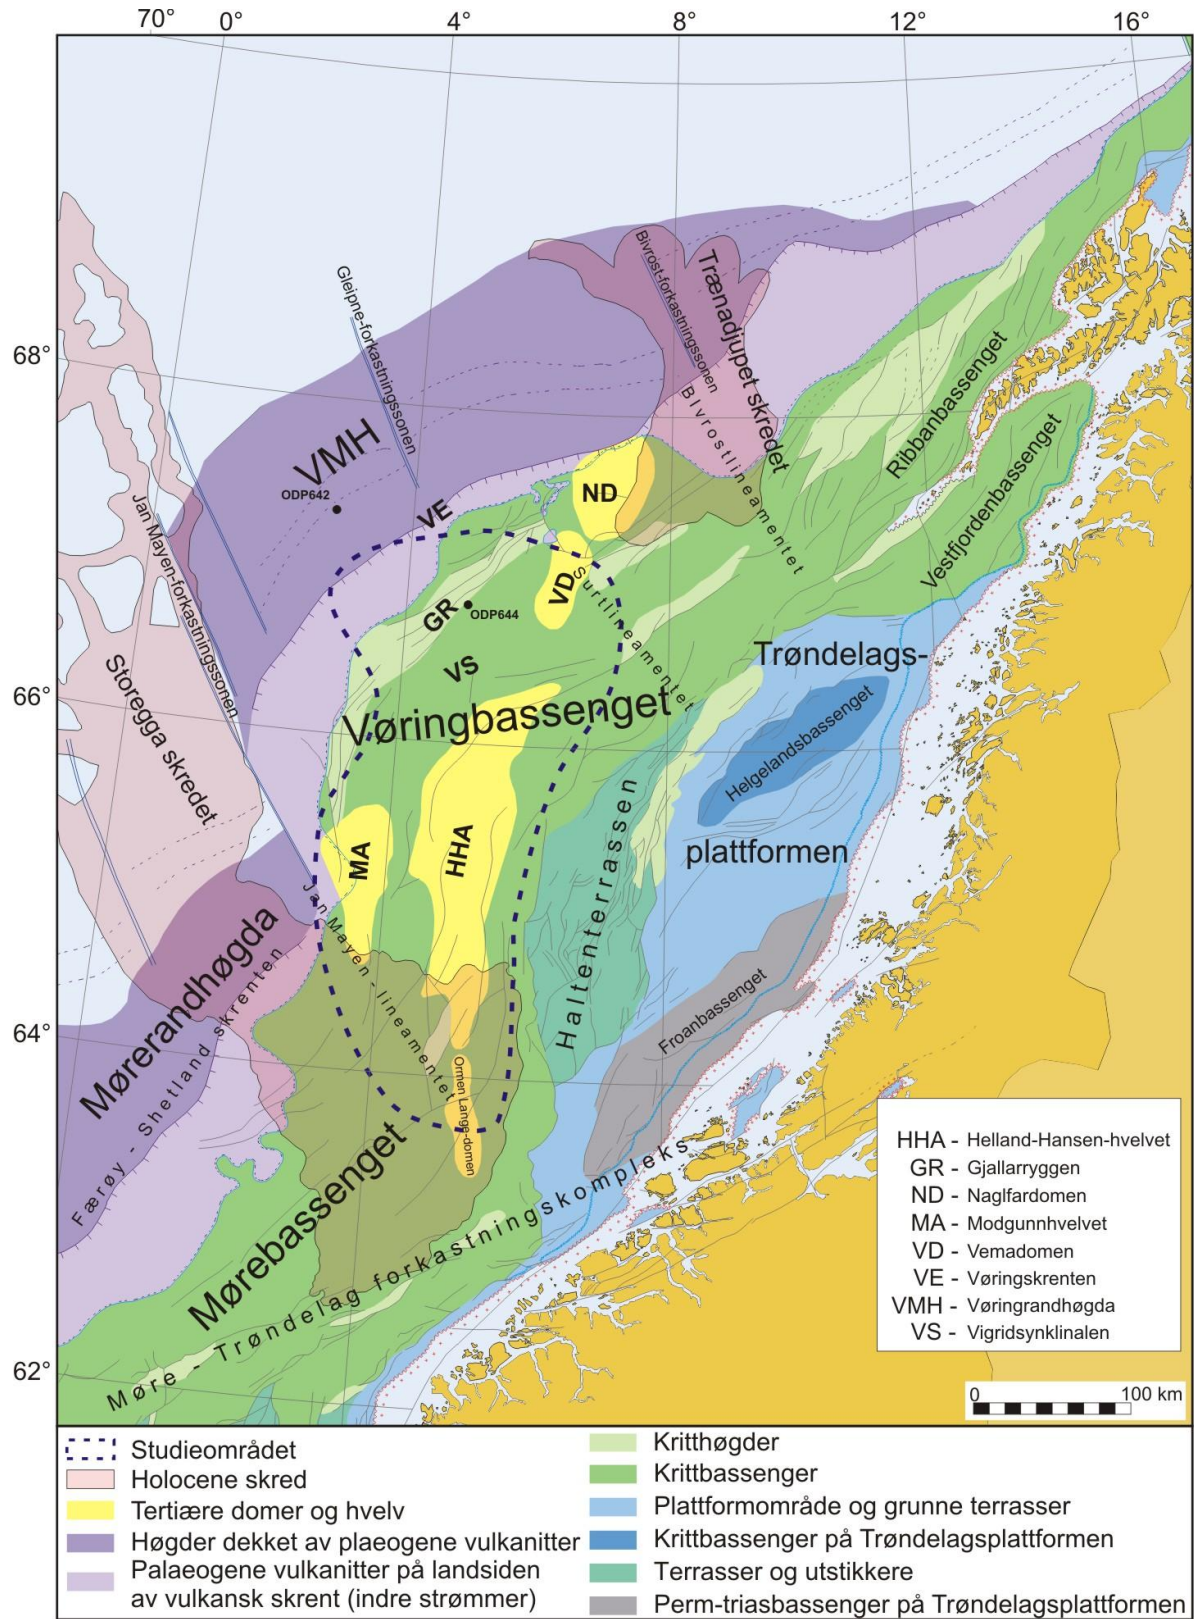 70° 0° 4° 8° 12° 16°
68°
66°
64°
62°
Gleipne-forkastningssonen
Bivrost-forkastningssonen
Trænadjupet skredet
Bivrostlineamentet
Ribbanbassenget
Vestfjordenbassenget
VMH
ODP642
VE
ND
VD
GR
ODP644
VS
Surtlineamentet
Jan Mayen-forkastningssonen
Storegga skredet
Vøringbassenget
Trøndelags-
plattformen
Helgelandsbassenget
MA
HHA
Haltenterrassen
Froanbassenget
Jan Mayen - lineamentet
Ormen Lange-domen
Mørerandhøgda
Færøy - Shetland skrenten
Mørebassenget
Møre - Trøndelag forkastningskompleks
HHA - Helland-Hansen-hvelvet
GR - Gjallarryggen
ND - Naglfardomen
MA - Modgunnhvelvet
VD - Vemadomen
VE - Vøringskrenten
VMH - Vøringrandhøgda
VS - Vigridsynklinalen
0 100 km
Studieområdet
Holocene skred
Tertiære domer og hvelv
Høgder dekket av plaeogene vulkanitter
Palaeogene vulkanitter på landsiden
av vulkansk skrent (indre strømmer)
Kritthøgder
Krittbassenger
Plattformområde og grunne terrasser
Krittbassenger på Trøndelagsplattformen
Terrasser og utstikkere
Perm-triasbassenger på Trøndelagsplattformen